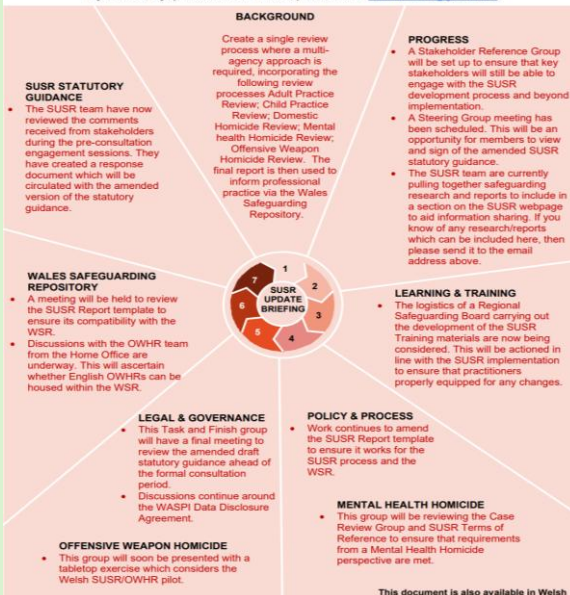 BACKGROUND
Create a single review
process where a multi-
agency approach is
required, incorporating the
following review
processes Adult Practice
Review; Child Practice
Review; Domestic
Homicide Review; Mental
health Homicide Review;
Offensive Weapon
Homicide Review. The
final report is then used to
inform professional
practice via the Wales
Safeguarding
Repository.
PROGRESS
• A Stakeholder Reference Group
will be set up to ensure that key
stakeholders will still be able to
engage with the SUSR
development process and beyond
implementation.
• A Steering Group meeting has
been scheduled. This will be an
opportunity for members to view
and sign of the amended SUSR
statutory guidance.
• The SUSR team are currently
pulling together safeguarding
research and reports to include in
a section on the SUSR webpage
to aid information sharing. If you
know of any research/reports
which can be included here, then
please send it to the email
address above.
LEARNING & TRAINING
• The logistics of a Regional
Safeguarding Board carrying out
the development of the SUSR
Training materials are now being
considered. This will be actioned in
line with the SUSR implementation
to ensure that practitioners
properly equipped for any changes.
POLICY & PROCESS
• Work continues to amend
the SUSR Report template
to ensure it works for the
SUSR process and the
WSR.
MENTAL HEALTH HOMICIDE
• This group will be reviewing the Case
Review Group and SUSR Terms of
Reference to ensure that requirements
from a Mental Health Homicide
perspective are met.
OFFENSIVE WEAPON HOMICIDE
• This group will soon be presented with a
tabletop exercise which considers the
Welsh SUSR/OWHR pilot.
LEGAL & GOVERNANCE
• This Task and Finish group
will have a final meeting to
review the amended draft
statutory guidance ahead of
the formal consultation
period.
• Discussions continue around
the WASPI Data Disclosure
Agreement.
WALES SAFEGUARDING
REPOSITORY
• A meeting will be held to review
the SUSR Report template to
ensure its compatibility with the
WSR.
• Discussions with the OWHR team
from the Home Office are
underway. This will ascertain
whether English OWHRs can be
housed within the WSR.
SUSR STATUTORY
GUIDANCE
• The SUSR team have now
reviewed the comments
received from stakeholders
during the pre-consultation
engagement sessions. They
have created a response
document which will be
circulated with the amended
version of the statutory
guidance.
SUSR
UPDATE
BRIEFING
1
2
3
4
5
6
7
This document is also available in Welsh